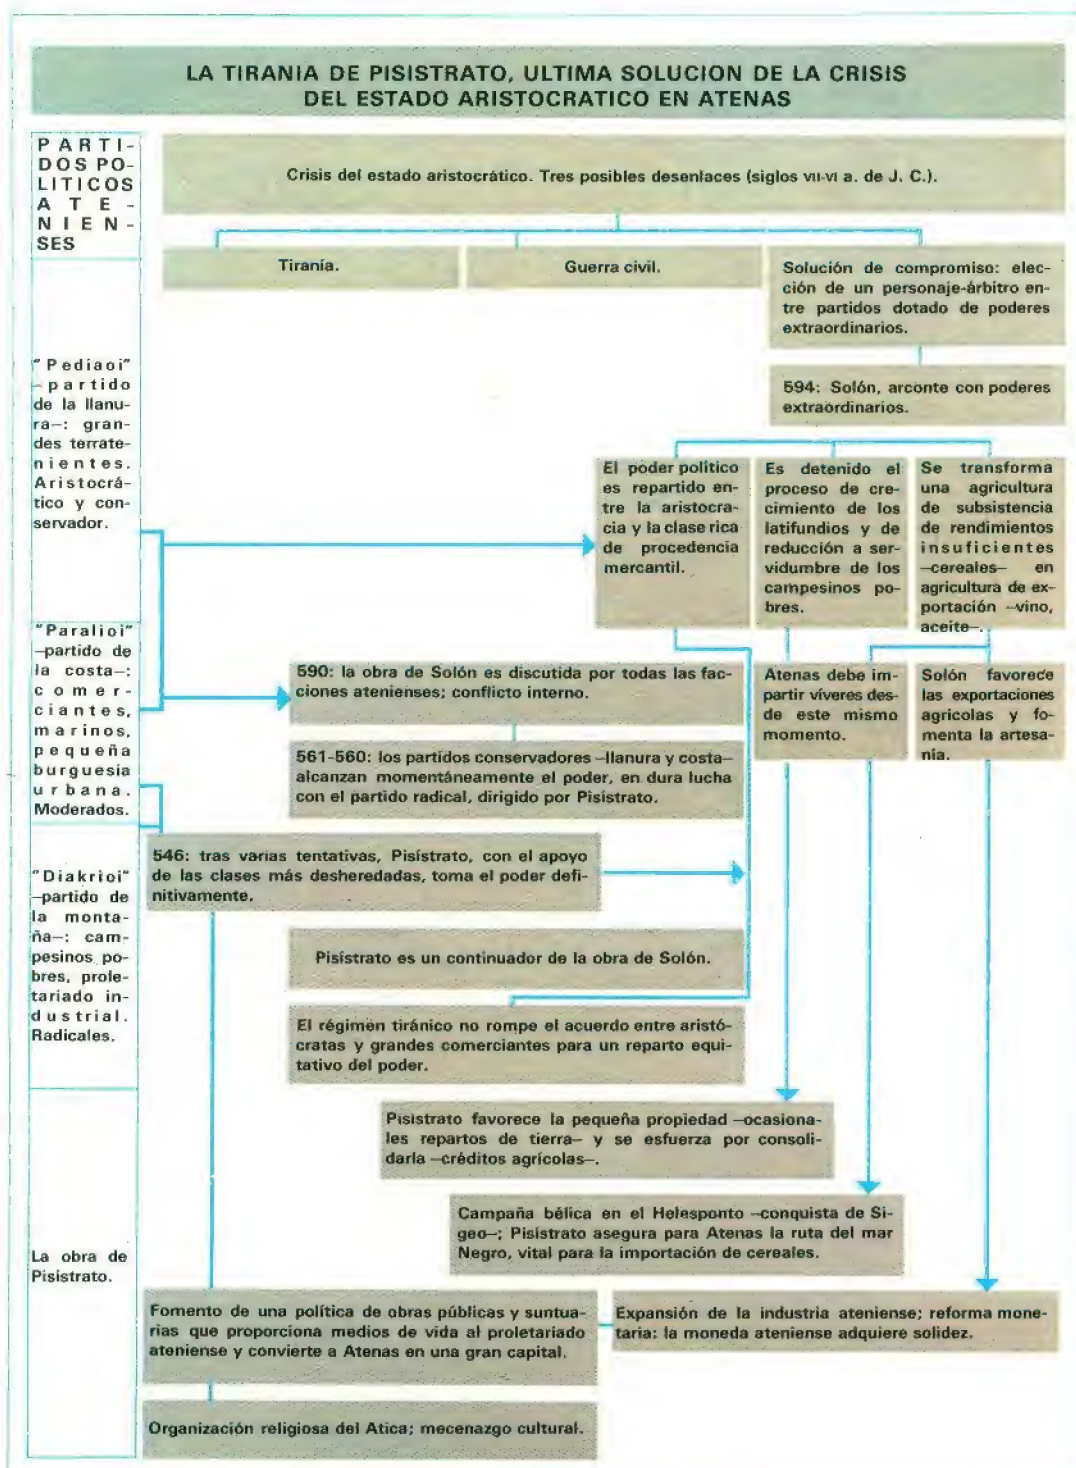 LA TIRANIA DE PISISTRATO, ULTIMA SOLUCION DE LA CRISIS
DEL ESTADO ARISTOCRATICO EN ATENAS
PARTI-
DOS PO-
LITICOS
ATE-
NIEN-
SES
Crisis del estado aristocrático. Tres posibles desenlaces (siglos VII-VI a. de J. C.).
Tiranía.
Guerra civil.
Solución de compromiso: elec-
ción de un personaje-árbitro en-
tre partidos dotado de poderes
extraordinarios.
594: Solón, arconte con poderes
extraordinarios.
"Pediaoi"
–partido
de la llanu-
ra–: gran-
des terrate-
nientes.
Aristocrá-
tico y con-
servador.
El poder político
es repartido en-
tre la aristocra-
cia y la clase rica
de procedencia
mercantil.
Es detenido el
proceso de cre-
cimiento de los
latifundios y de
reducción a ser-
vidumbre de los
campesinos po-
bres.
Se transforma
una agricultura
de subsistencia
de rendimientos
insuficientes
–cereales– en
agricultura de ex-
portación –vino,
aceite–.
"Paralioi"
–partido de
la costa–:
comer-
ciantes,
marinos,
pequeña
burguesía
urbana.
Moderados.
590: la obra de Solón es discutida por todas las fac-
ciones atenienses; conflicto interno.
Atenas debe im-
partir víveres des-
de este mismo
momento.
Solón favorece
las exportaciones
agrícolas y fo-
menta la artesa-
nía.
561-560: los partidos conservadores –llanura y costa–
alcanzan momentáneamente el poder, en dura lucha
con el partido radical, dirigido por Pisístrato.
"Diakrioi"
–partido de
la monta-
ña–: cam-
pesinos po-
bres, prole-
tariado in-
dustrial.
Radicales.
546: tras varias tentativas, Pisístrato, con el apoyo
de las clases más desheredadas, toma el poder defi-
nitivamente.
Pisístrato es un continuador de la obra de Solón.
El régimen tiránico no rompe el acuerdo entre aristó-
cratas y grandes comerciantes para un reparto equi-
tativo del poder.
Pisístrato favorece la pequeña propiedad –ocasiona-
les repartos de tierra– y se esfuerza por consoli-
darla –créditos agrícolas–.
Campaña bélica en el Helesponto –conquista de Si-
geo–; Pisístrato asegura para Atenas la ruta del mar
Negro, vital para la importación de cereales.
La obra de
Pisístrato.
Fomento de una política de obras públicas y suntua-
rias que proporciona medios de vida al proletariado
ateniense y convierte a Atenas en una gran capital.
Expansión de la industria ateniense; reforma mone-
taria: la moneda ateniense adquiere solidez.
Organización religiosa del Atica; mecenazgo cultural.